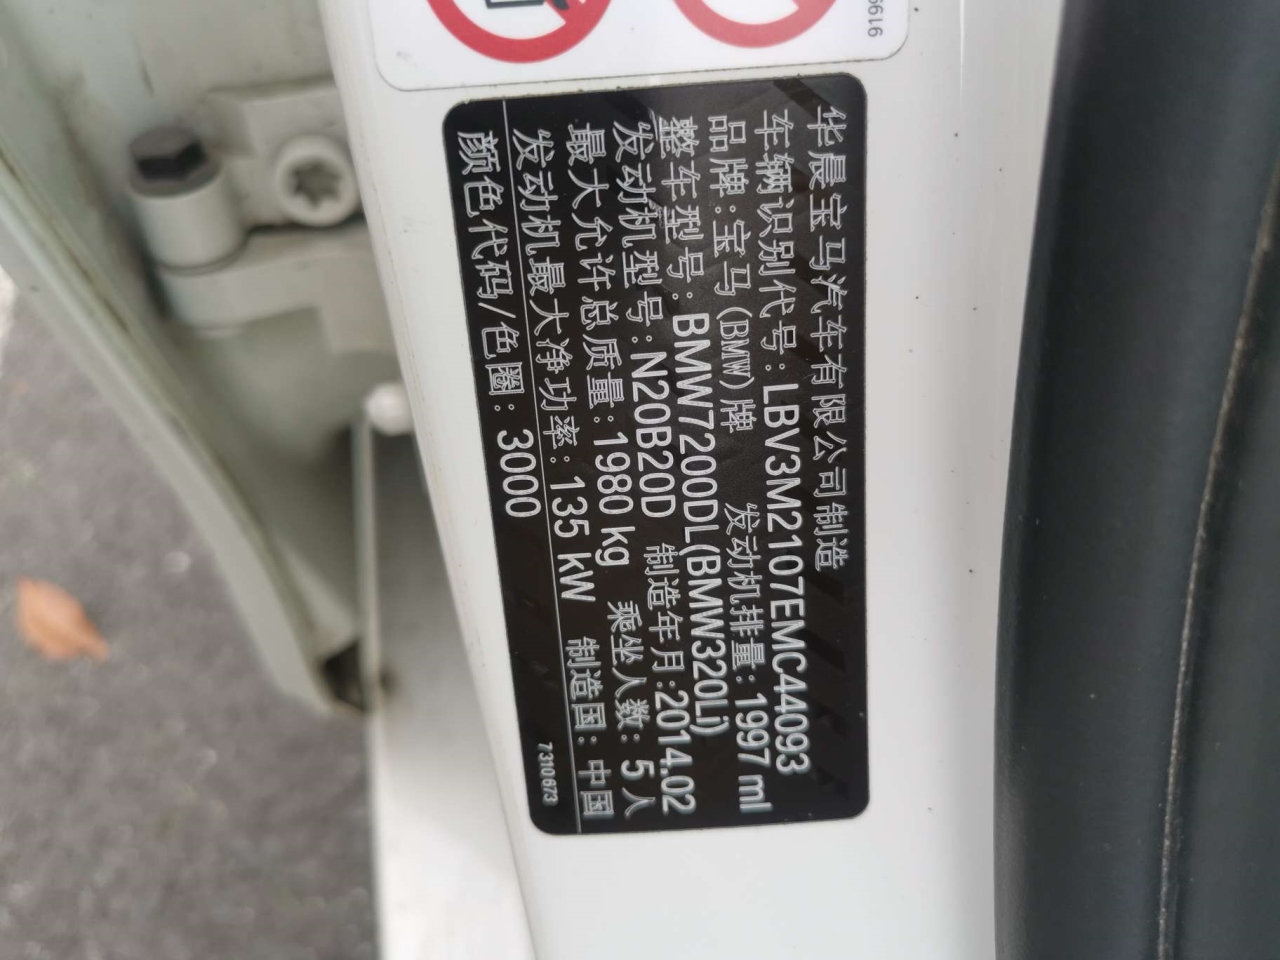 9166
华晨宝马汽车有限公司制造
车辆识别代号:LBV3M2107EMC44093
品牌:宝马(BMW)牌 发动机排量:1997 ml
整车型号:BMW7200DL(BMW320Li)
发动机型号:N20B20D 制造年月:2014.02
最大允许总质量:1980 kg 乘坐人数:5人
发动机最大净功率:135 kW 制造国:中国
颜色代码/色圈:3000
7310673